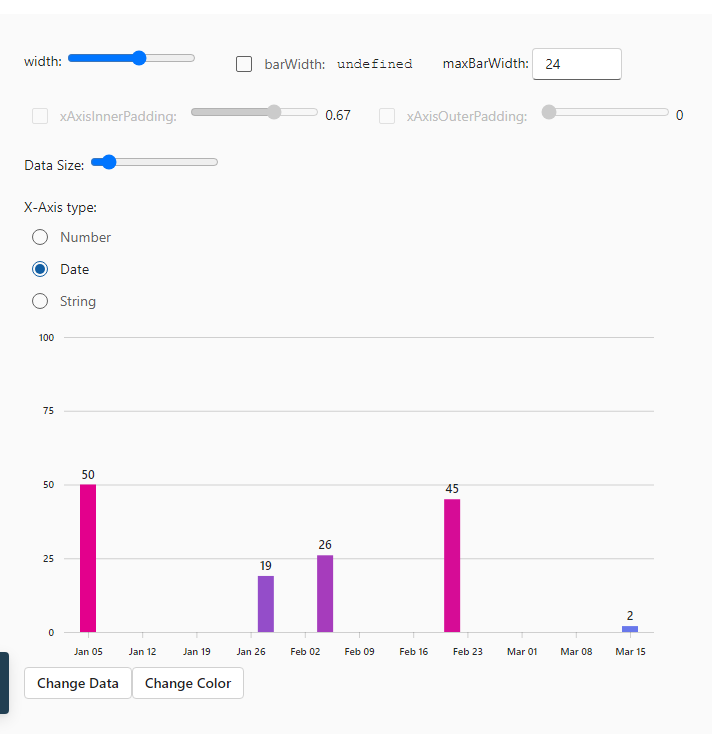 width: barWidth: undefined maxBarWidth: 24
xAxisInnerPadding: 0.67 xAxisOuterPadding: 0
Data Size:
X-Axis type:
Number
Date
String
100
75
50
25
0
50
19
26
45
2
Jan 05 Jan 12 Jan 19 Jan 26 Feb 02 Feb 09 Feb 16 Feb 23 Mar 01 Mar 08 Mar 15
Change Data Change Color